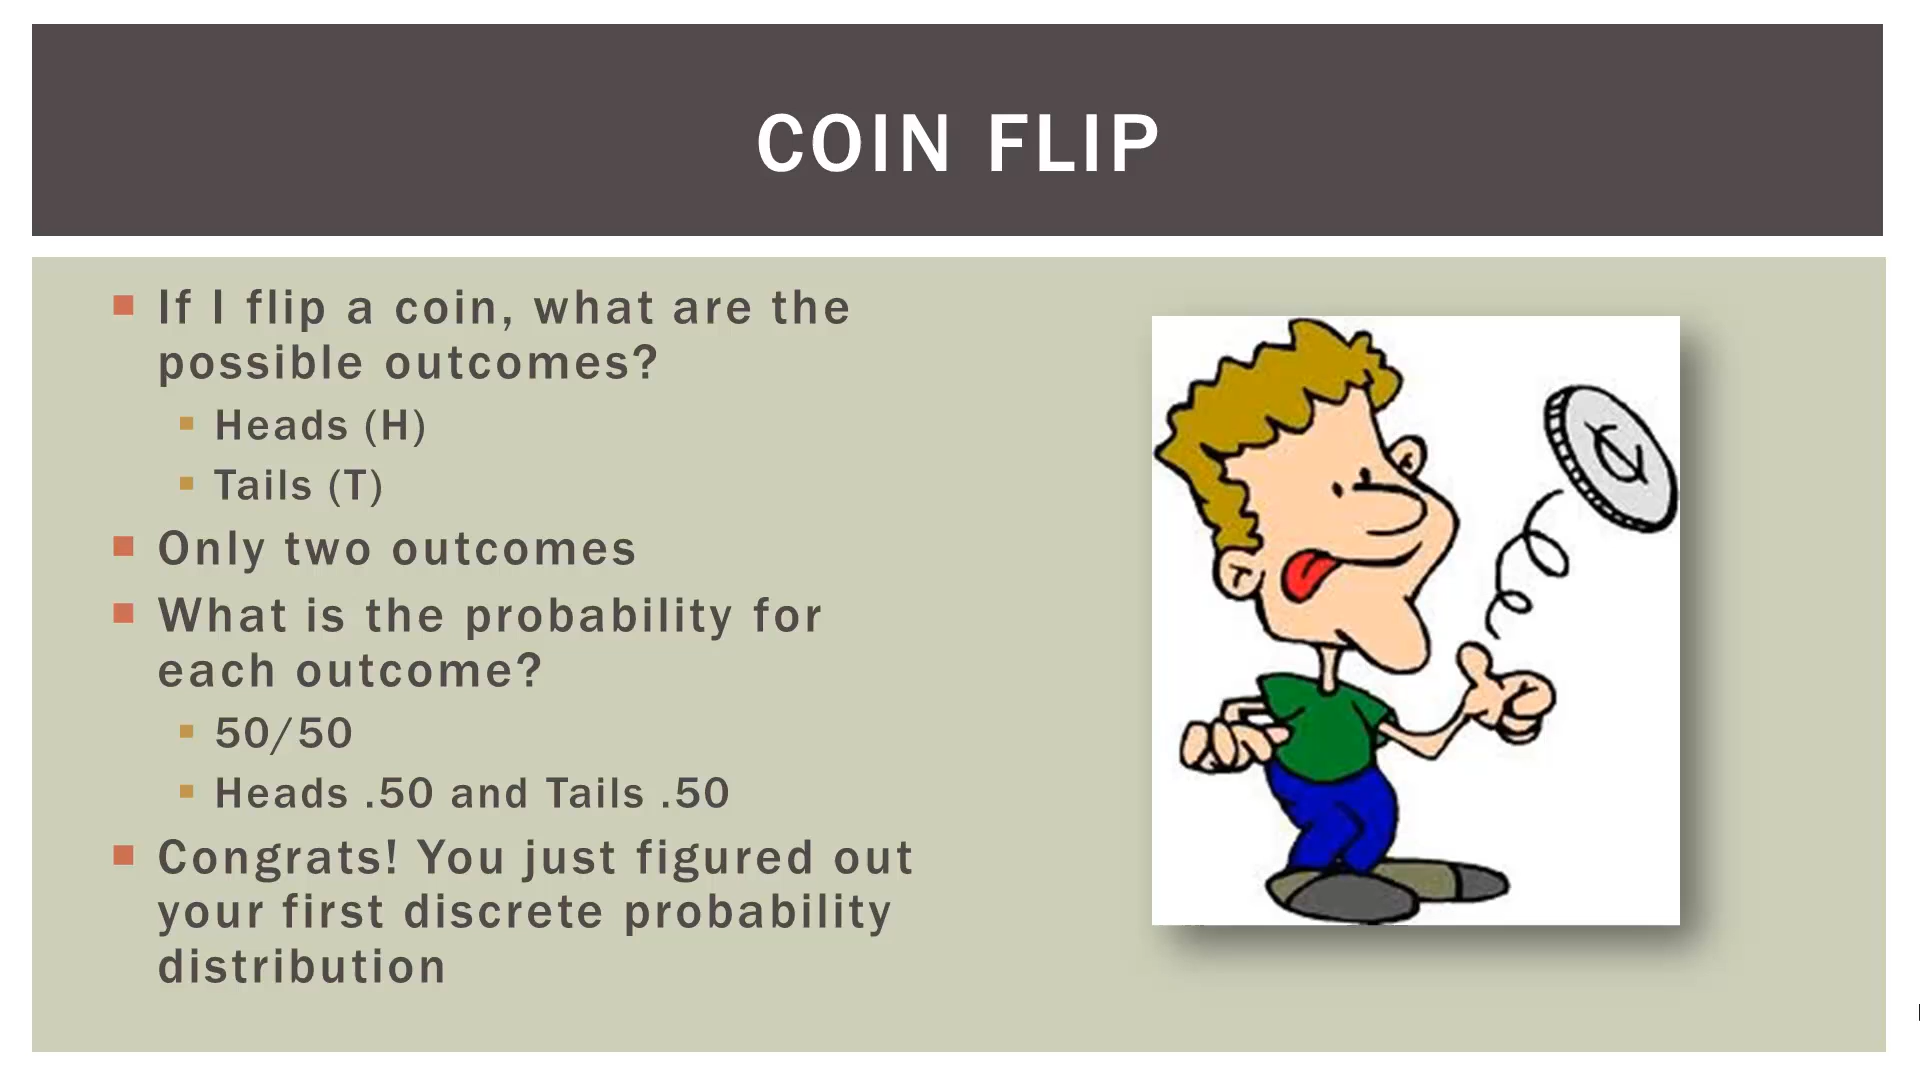 COIN FLIP
If I flip a coin, what are the
possible outcomes?
Heads (H)
Tails (T)
Only two outcomes
What is the probability for
each outcome?
50/50
Heads .50 and Tails .50
Congrats! You just figured out
your first discrete probability
distribution